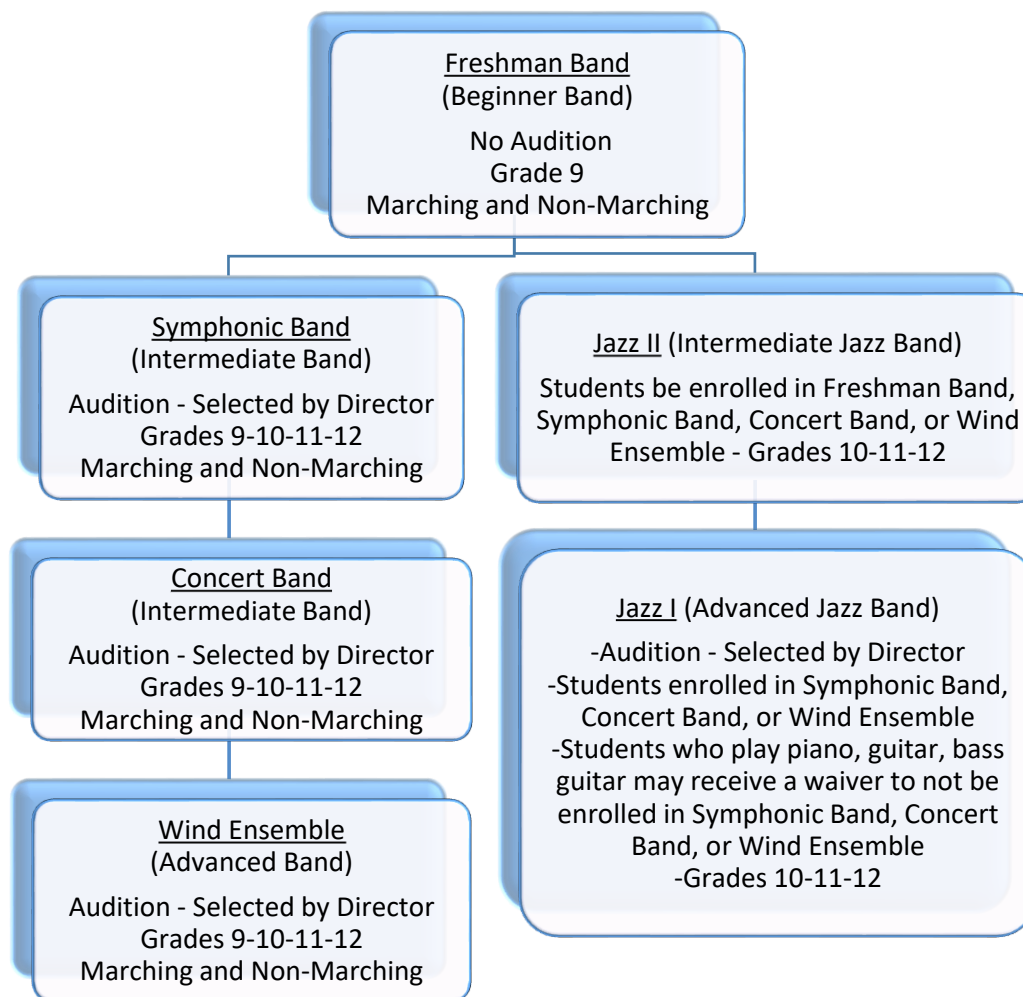 Freshman Band
(Beginner Band)
No Audition
Grade 9
Marching and Non-Marching
Symphonic Band
(Intermediate Band)
Audition - Selected by Director
Grades 9-10-11-12
Marching and Non-Marching
Jazz II (Intermediate Jazz Band)
Students be enrolled in Freshman Band,
Symphonic Band, Concert Band, or Wind
Ensemble - Grades 10-11-12
Concert Band
(Intermediate Band)
Audition - Selected by Director
Grades 9-10-11-12
Marching and Non-Marching
Jazz I (Advanced Jazz Band)
-Audition - Selected by Director
-Students enrolled in Symphonic Band,
Concert Band, or Wind Ensemble
-Students who play piano, guitar, bass
guitar may receive a waiver to not be
enrolled in Symphonic Band, Concert
Band, or Wind Ensemble
-Grades 10-11-12
Wind Ensemble
(Advanced Band)
Audition - Selected by Director
Grades 9-10-11-12
Marching and Non-Marching